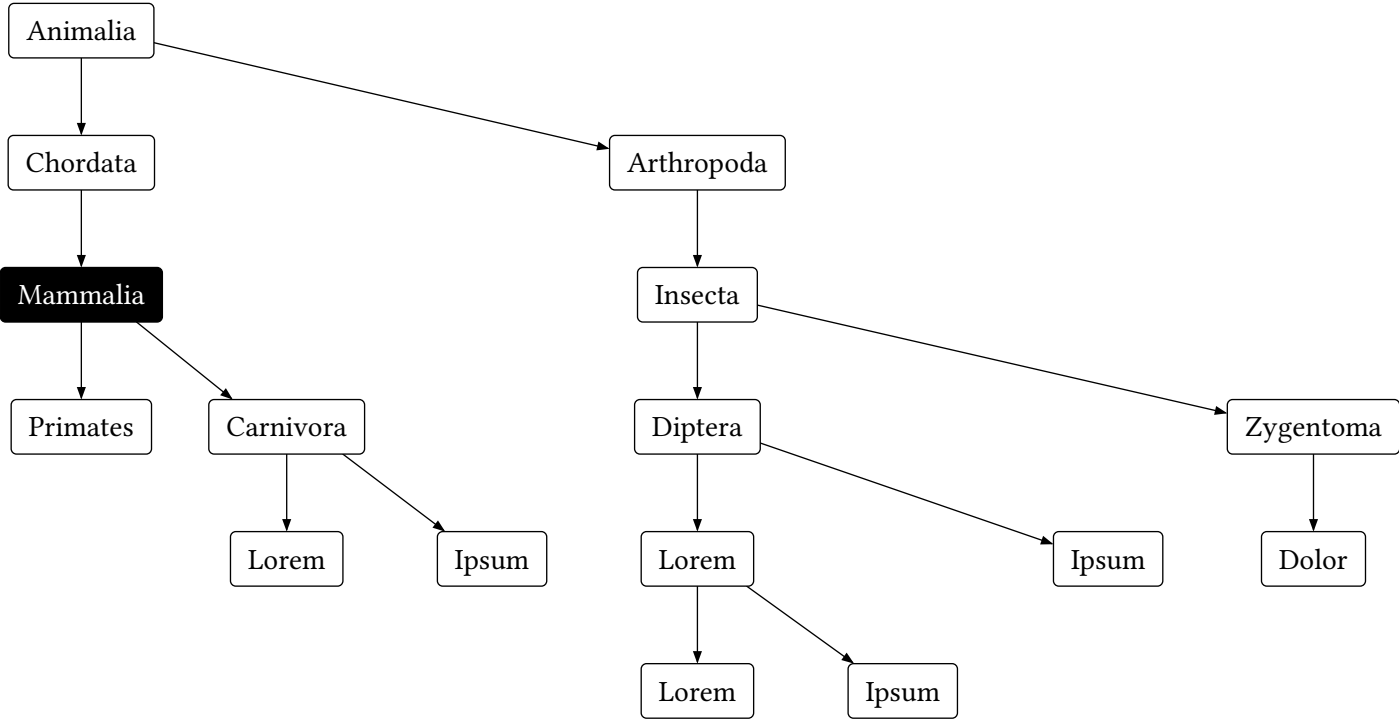 Animalia
Chordata
Arthropoda
Mammalia
Insecta
Primates
Carnivora
Diptera
Zygentoma
Lorem
Ipsum
Lorem
Ipsum
Dolor
Lorem
Ipsum